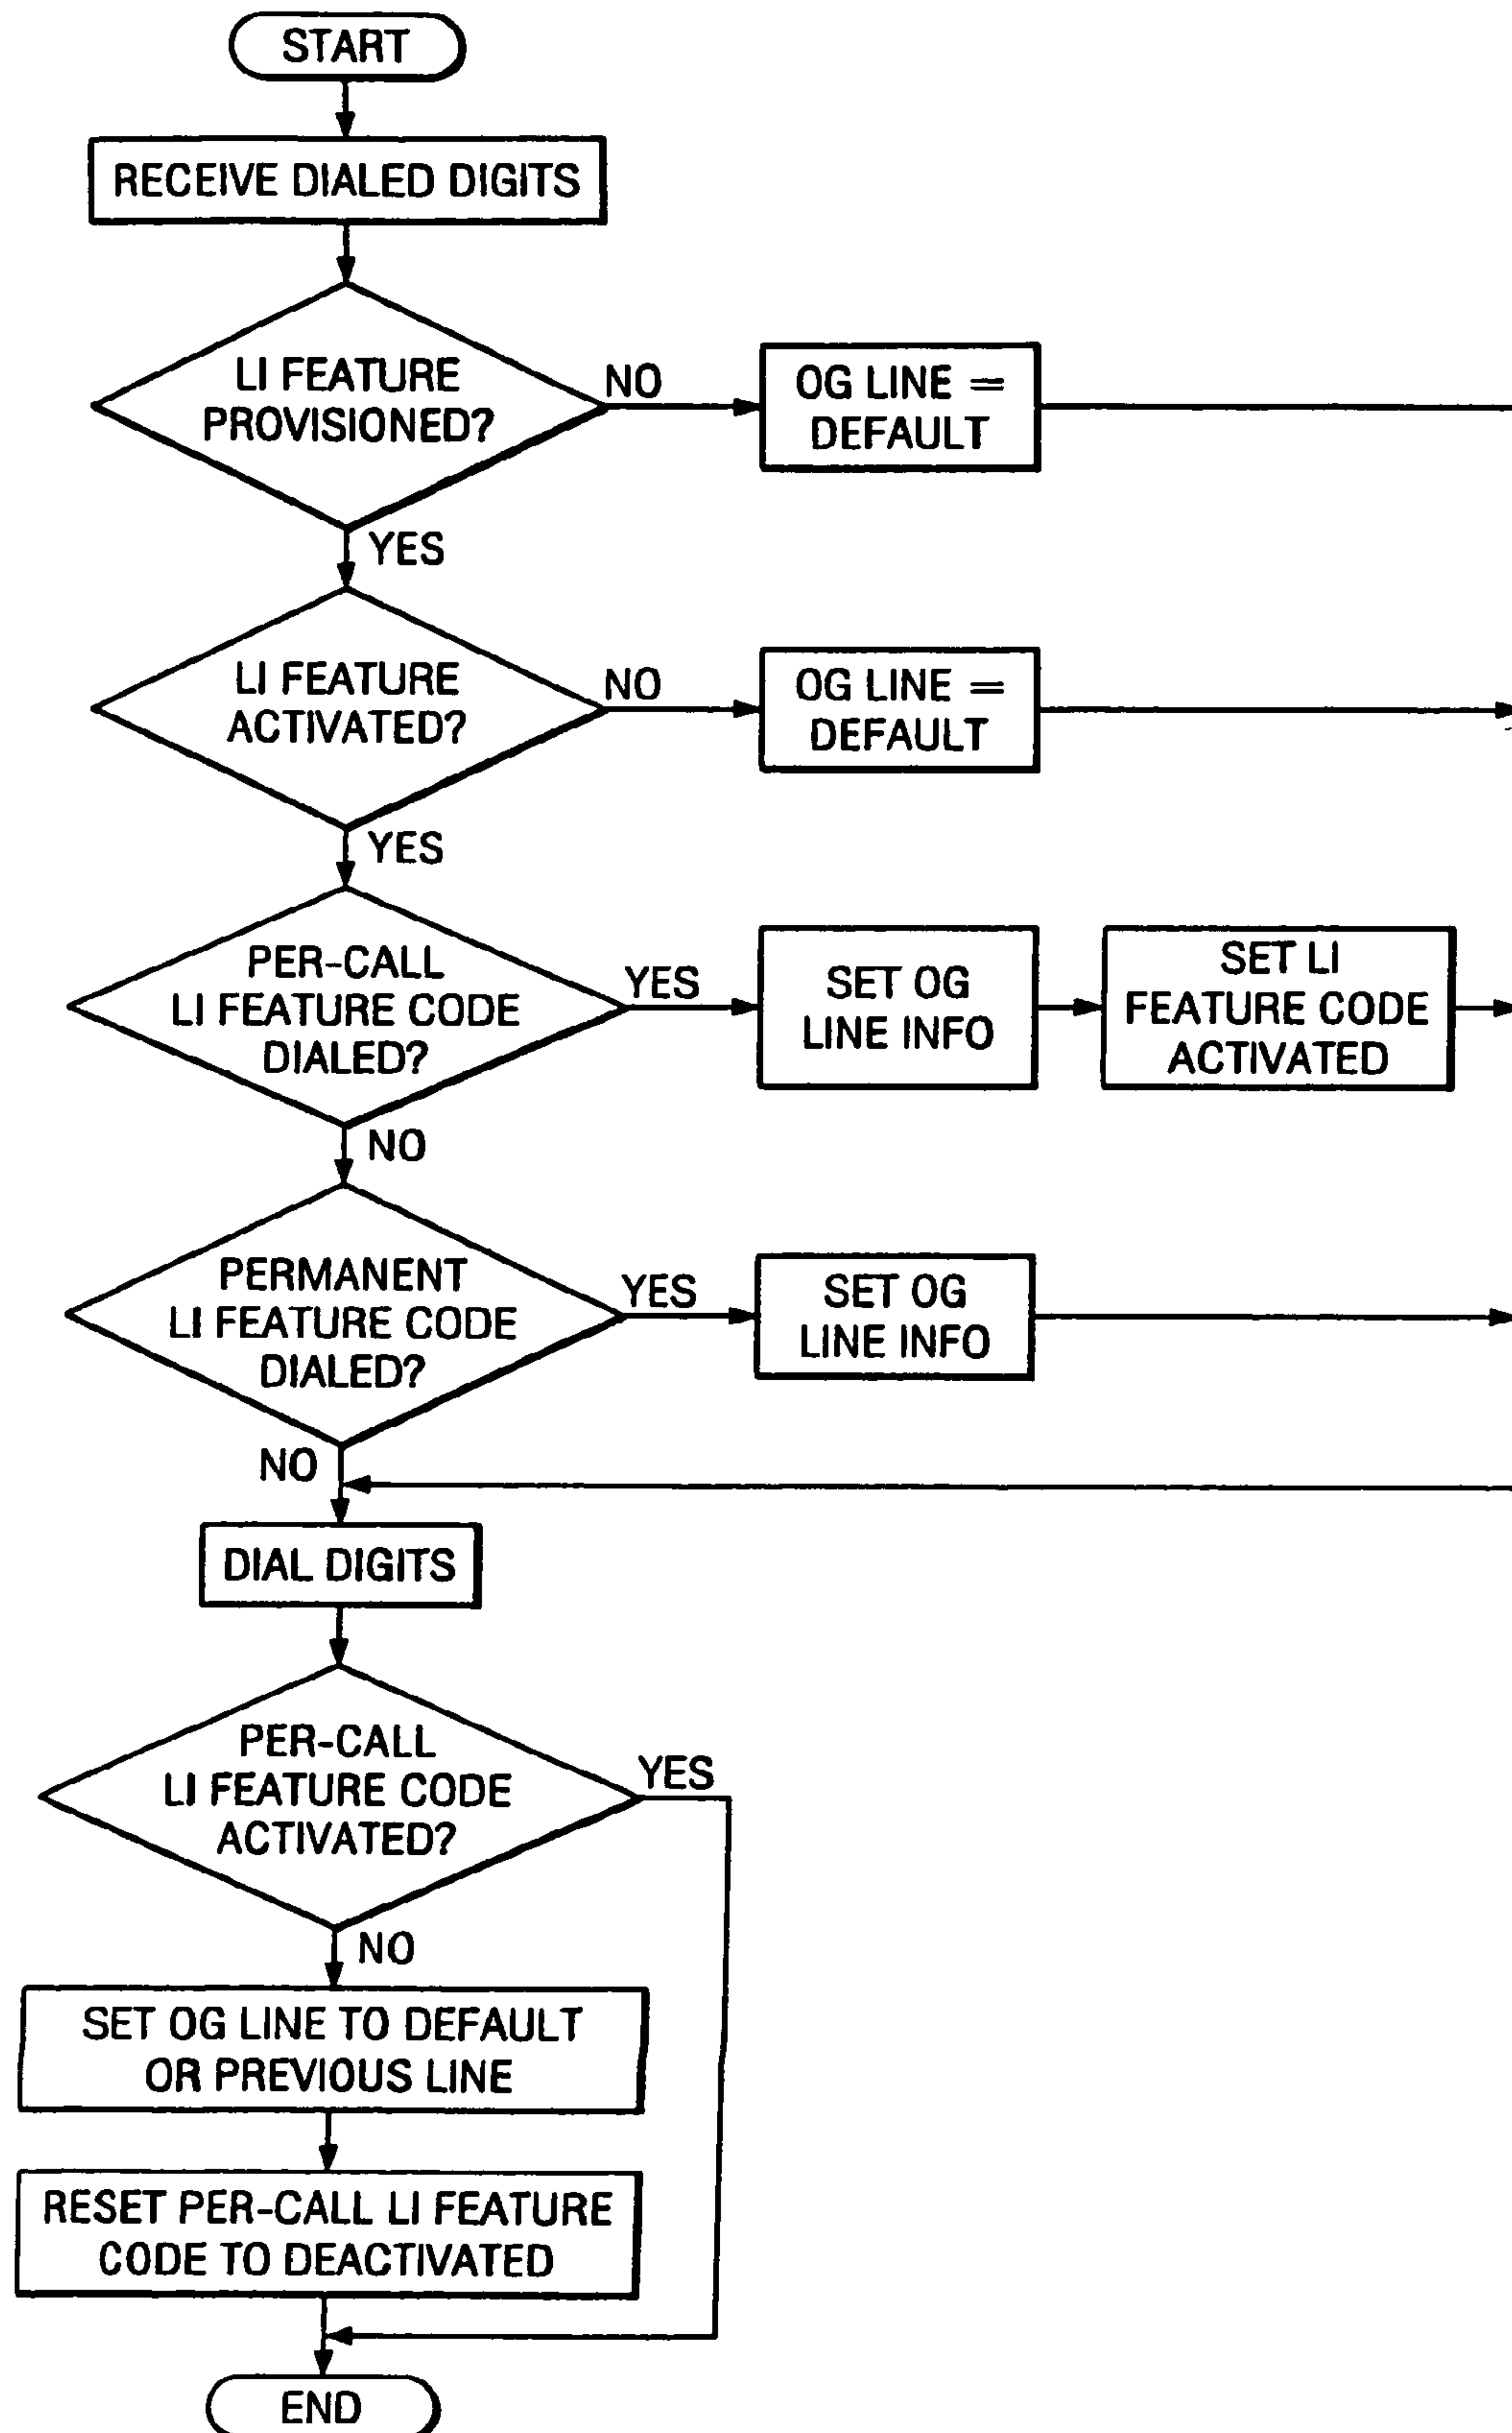 START
RECEIVE DIALED DIGITS
LI FEATURE
PROVISIONED?
NO
OG LINE =
DEFAULT
YES
LI FEATURE
ACTIVATED?
NO
OG LINE =
DEFAULT
YES
PER-CALL
LI FEATURE CODE
DIALED?
YES
SET OG
LINE INFO
SET LI
FEATURE CODE
ACTIVATED
NO
PERMANENT
LI FEATURE CODE
DIALED?
YES
SET OG
LINE INFO
NO
DIAL DIGITS
PER-CALL
LI FEATURE CODE
ACTIVATED?
YES
NO
SET OG LINE TO DEFAULT
OR PREVIOUS LINE
RESET PER-CALL LI FEATURE
CODE TO DEACTIVATED
END